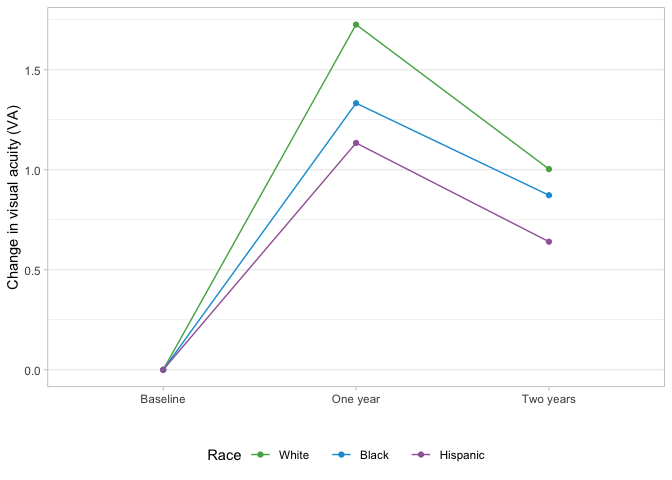 Change in visual acuity (VA)
1.5
1.0
0.5
0.0
Baseline One year Two years
Race White Black Hispanic